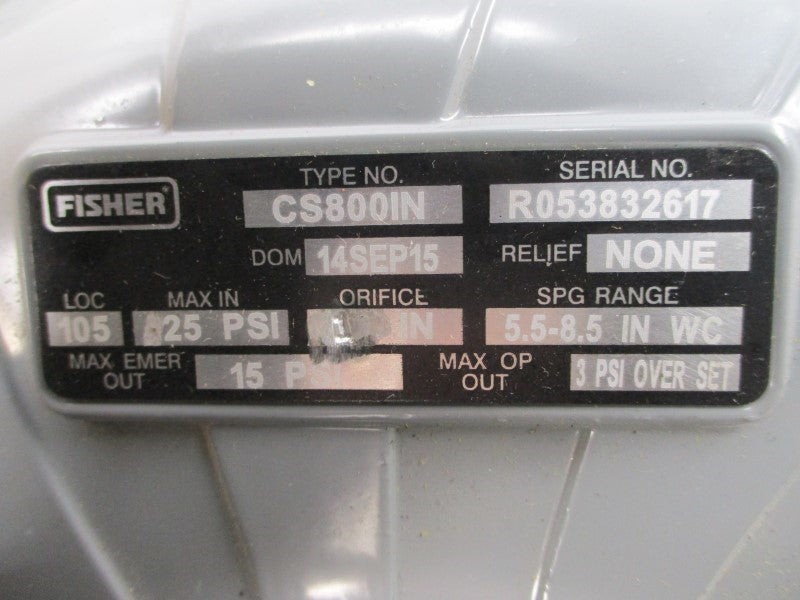 FISHER®
TYPE NO. SERIAL NO.
CS800IN R053832617
DOM 14SEP15 RELIEF NONE
LOC MAX IN ORIFICE SPG RANGE
105 PSI IN 5.5-8.5 IN WC
MAX EMER OUT 15 MAX OP OUT 3 PSI OVER SET